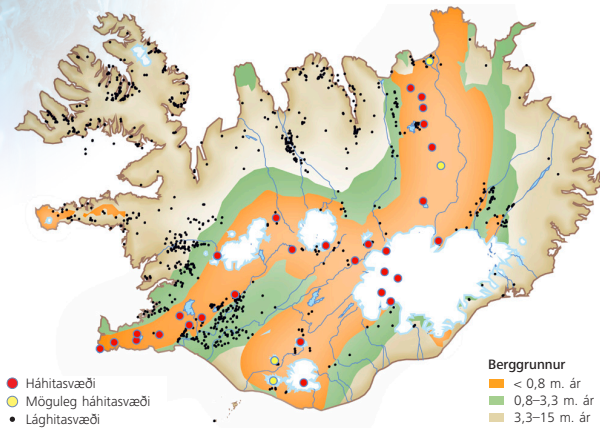 Háhitasvæði
Möguleg háhitasvæði
Lághitasvæði
Berggrunnur
< 0,8 m. ár
0,8–3,3 m. ár
3,3–15 m. ár